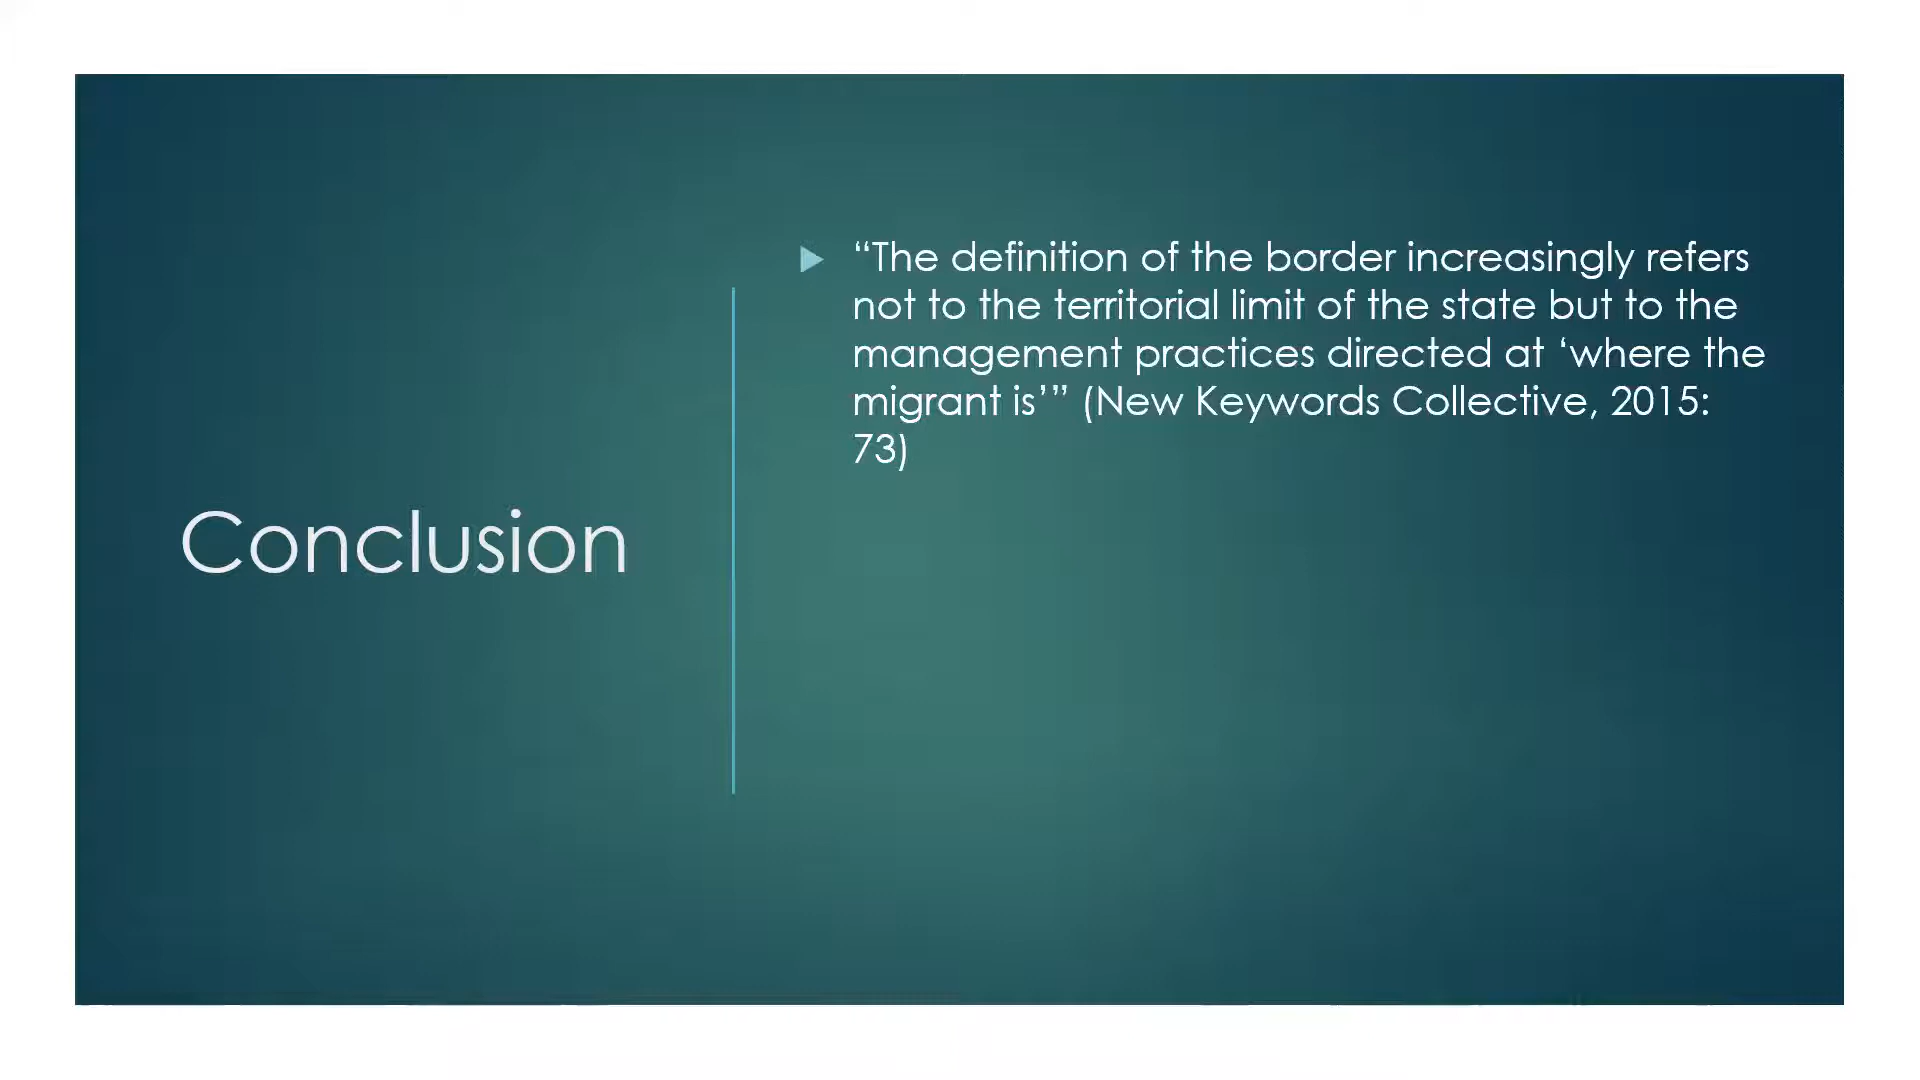 Conclusion
“The definition of the border increasingly refers
not to the territorial limit of the state but to the
management practices directed at ‘where the
migrant is’” (New Keywords Collective, 2015:
73)